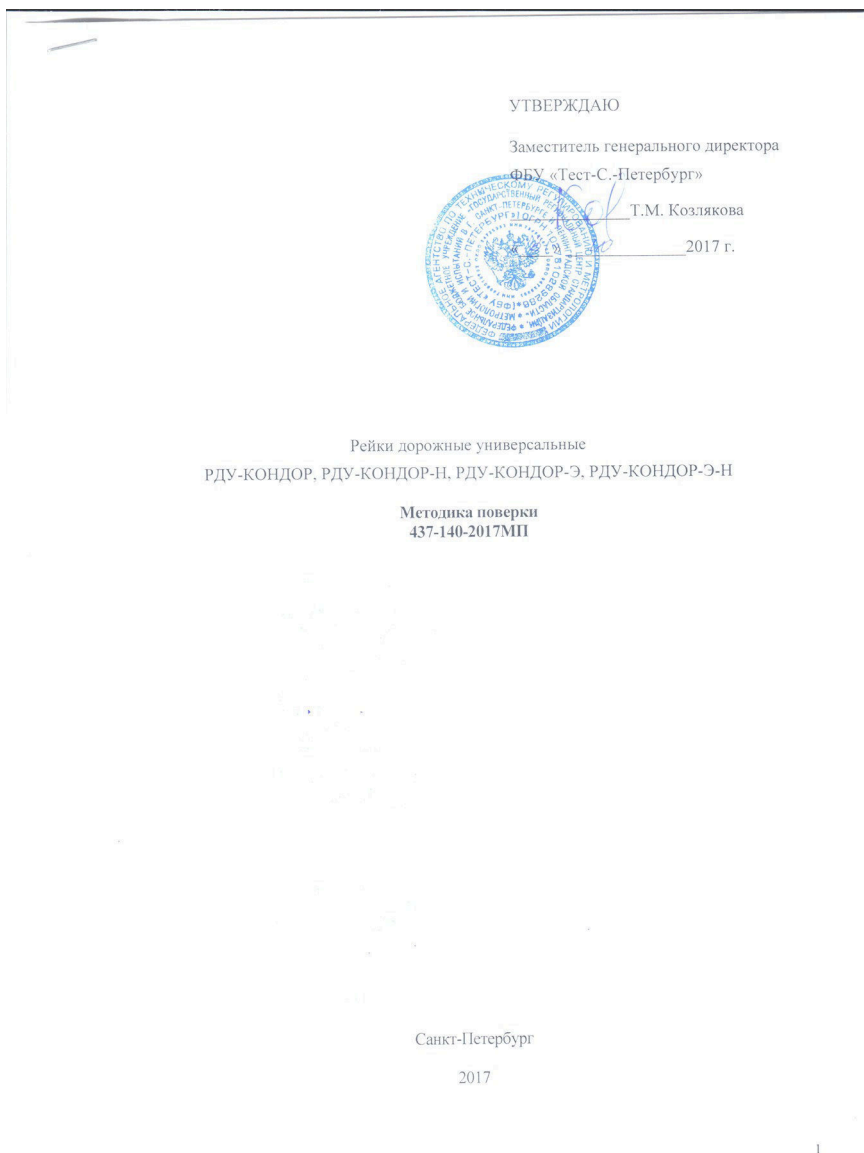 УТВЕРЖДАЮ
Заместитель генерального директора
ФБУ «Тест-С.-Петербург»
Т.М. Козлякова
« » 2017 г.
Рейки дорожные универсальные
РДУ-КОНДОР, РДУ-КОНДОР-Н, РДУ-КОНДОР-Э, РДУ-КОНДОР-Э-Н
Методика поверки
437-140-2017МП
Санкт-Петербург
2017
1